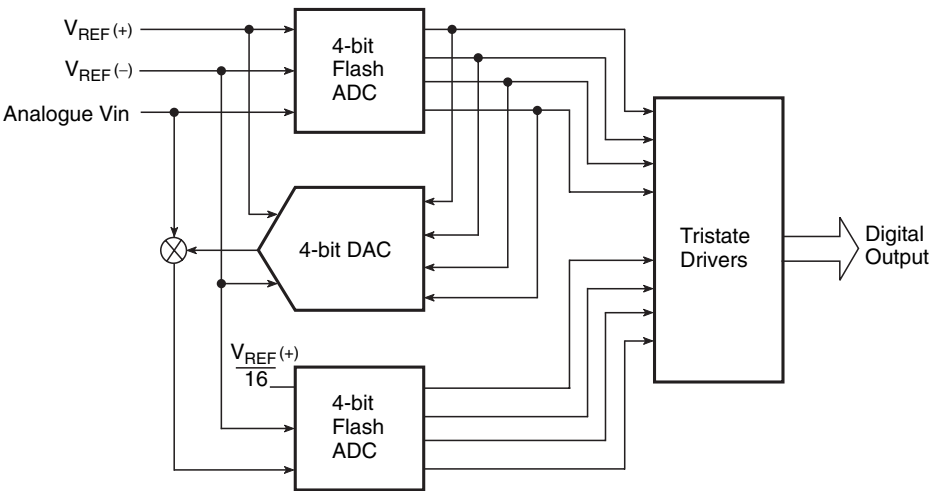 V_REF (+)
V_REF (−)
Analogue Vin
4-bit
Flash
ADC
4-bit DAC
Tristate
Drivers
Digital
Output
V_REF (+)
16
4-bit
Flash
ADC